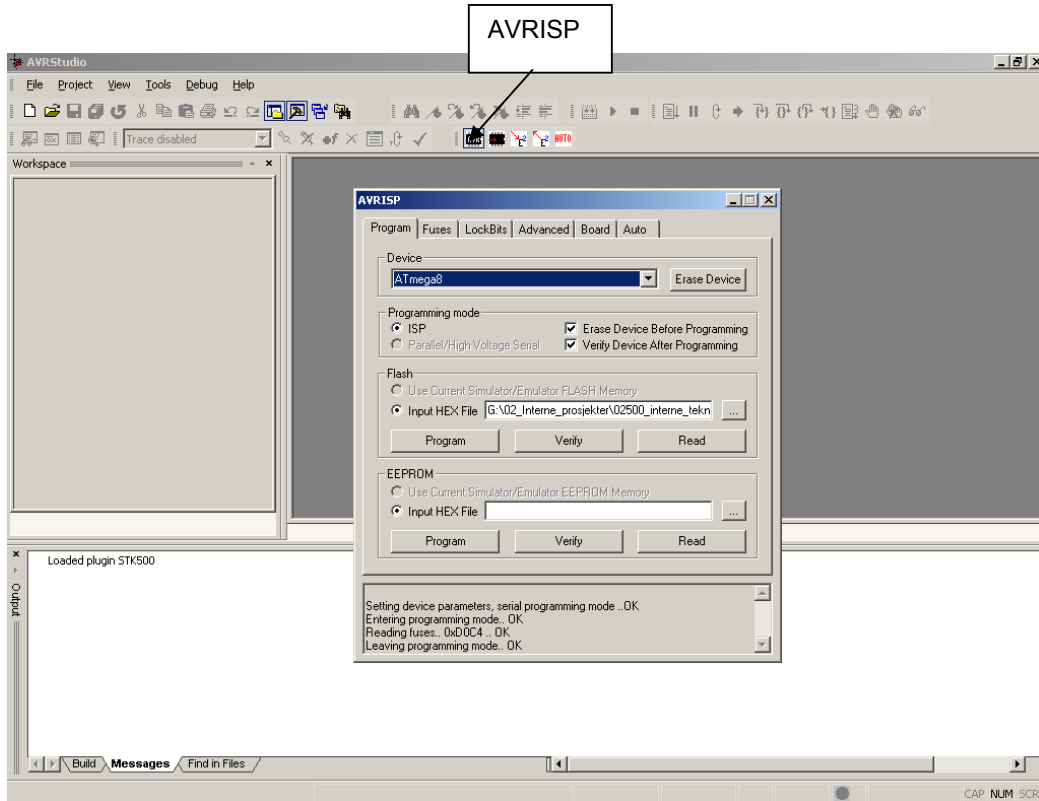 AVRISP
AVRStudio
File Project View Tools Debug Help
Trace disabled
AUTO
Workspace
AVRISP
Program Fuses LockBits Advanced Board Auto
Device
ATmega8 Erase Device
Programming mode
ISP Erase Device Before Programming
Parallel/High Voltage Serial Verify Device After Programming
Flash
Use Current Simulator/Emulator FLASH Memory
Input HEX File G:\02_Interne_prosjekter\02500_interne_tekn ...
Program Verify Read
EEPROM
Use Current Simulator/Emulator EEPROM Memory
Input HEX File ...
Program Verify Read
Setting device parameters, serial programming mode ..OK
Entering programming mode.. OK
Reading fuses.. 0xD0C4 .. OK
Leaving programming mode.. OK
Loaded plugin STK500
Output
Build Messages Find in Files
CAP NUM SCR